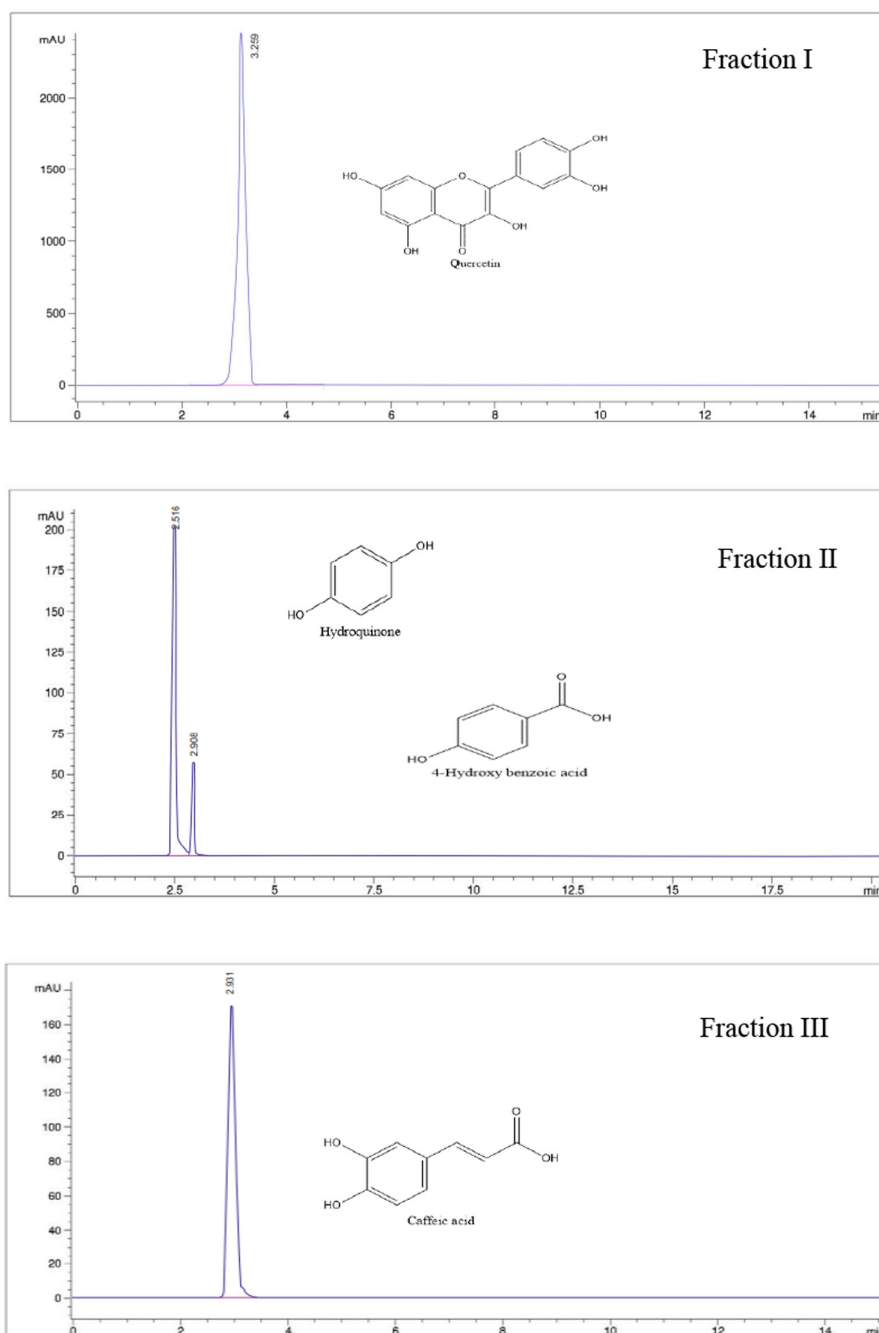 mAU
3.259
Fraction I
2000
1500
1000
500
0
OH
OH
HO
O
OH
OH
O
Quercetin
0 2 4 6 8 10 12 14 min
mAU
2.516
Fraction II
200
175
150
125
100
75
50
25
0
OH
HO
Hydroquinone
2.908
O
OH
HO
4-Hydroxy benzoic acid
0 2.5 5 7.5 10 12.5 15 17.5 min
mAU
2.931
Fraction III
160
140
120
100
80
60
40
20
0
O
HO
OH
HO
Caffeic acid
0 2 4 6 8 10 12 14 min